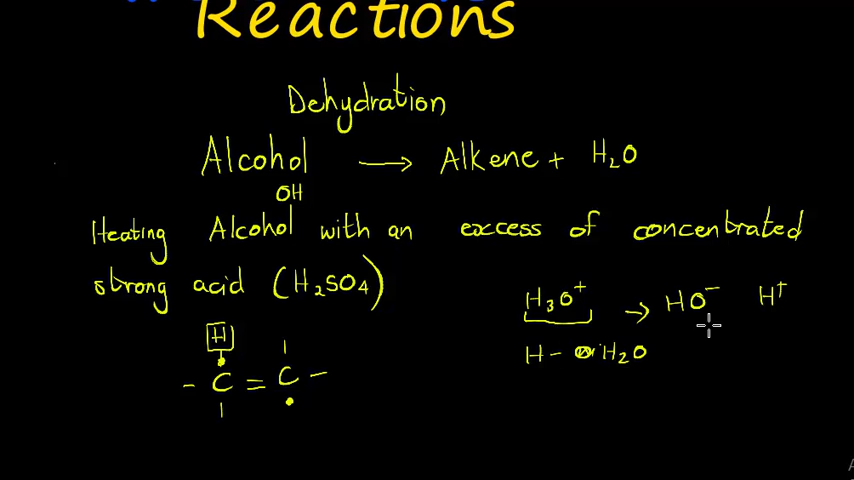 Reactions
Dehydration
Alcohol → Alkene + H₂O
OH
Heating Alcohol with an excess of concentrated
strong acid (H₂SO₄)
H₃O⁺ → HO⁻ H⁺
H - H₂O
H
- C = C -